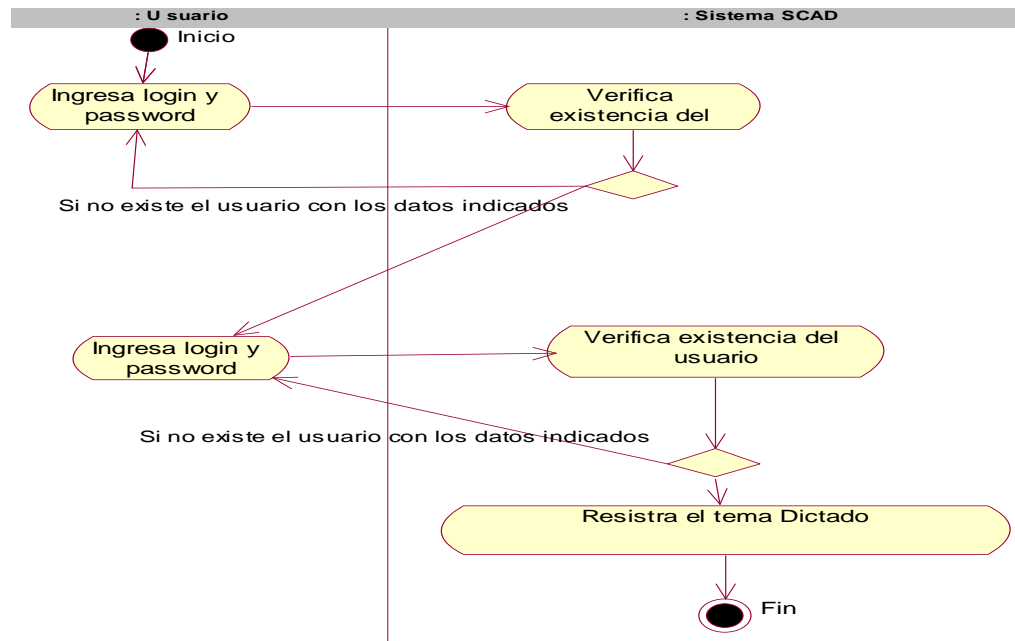 : U suario
: Sistema SCAD
Inicio
Ingresa login y
password
Verifica
existencia del
Si no existe el usuario con los datos indicados
Ingresa login y
password
Verifica existencia del
usuario
Si no existe el usuario con los datos indicados
Resistra el tema Dictado
Fin